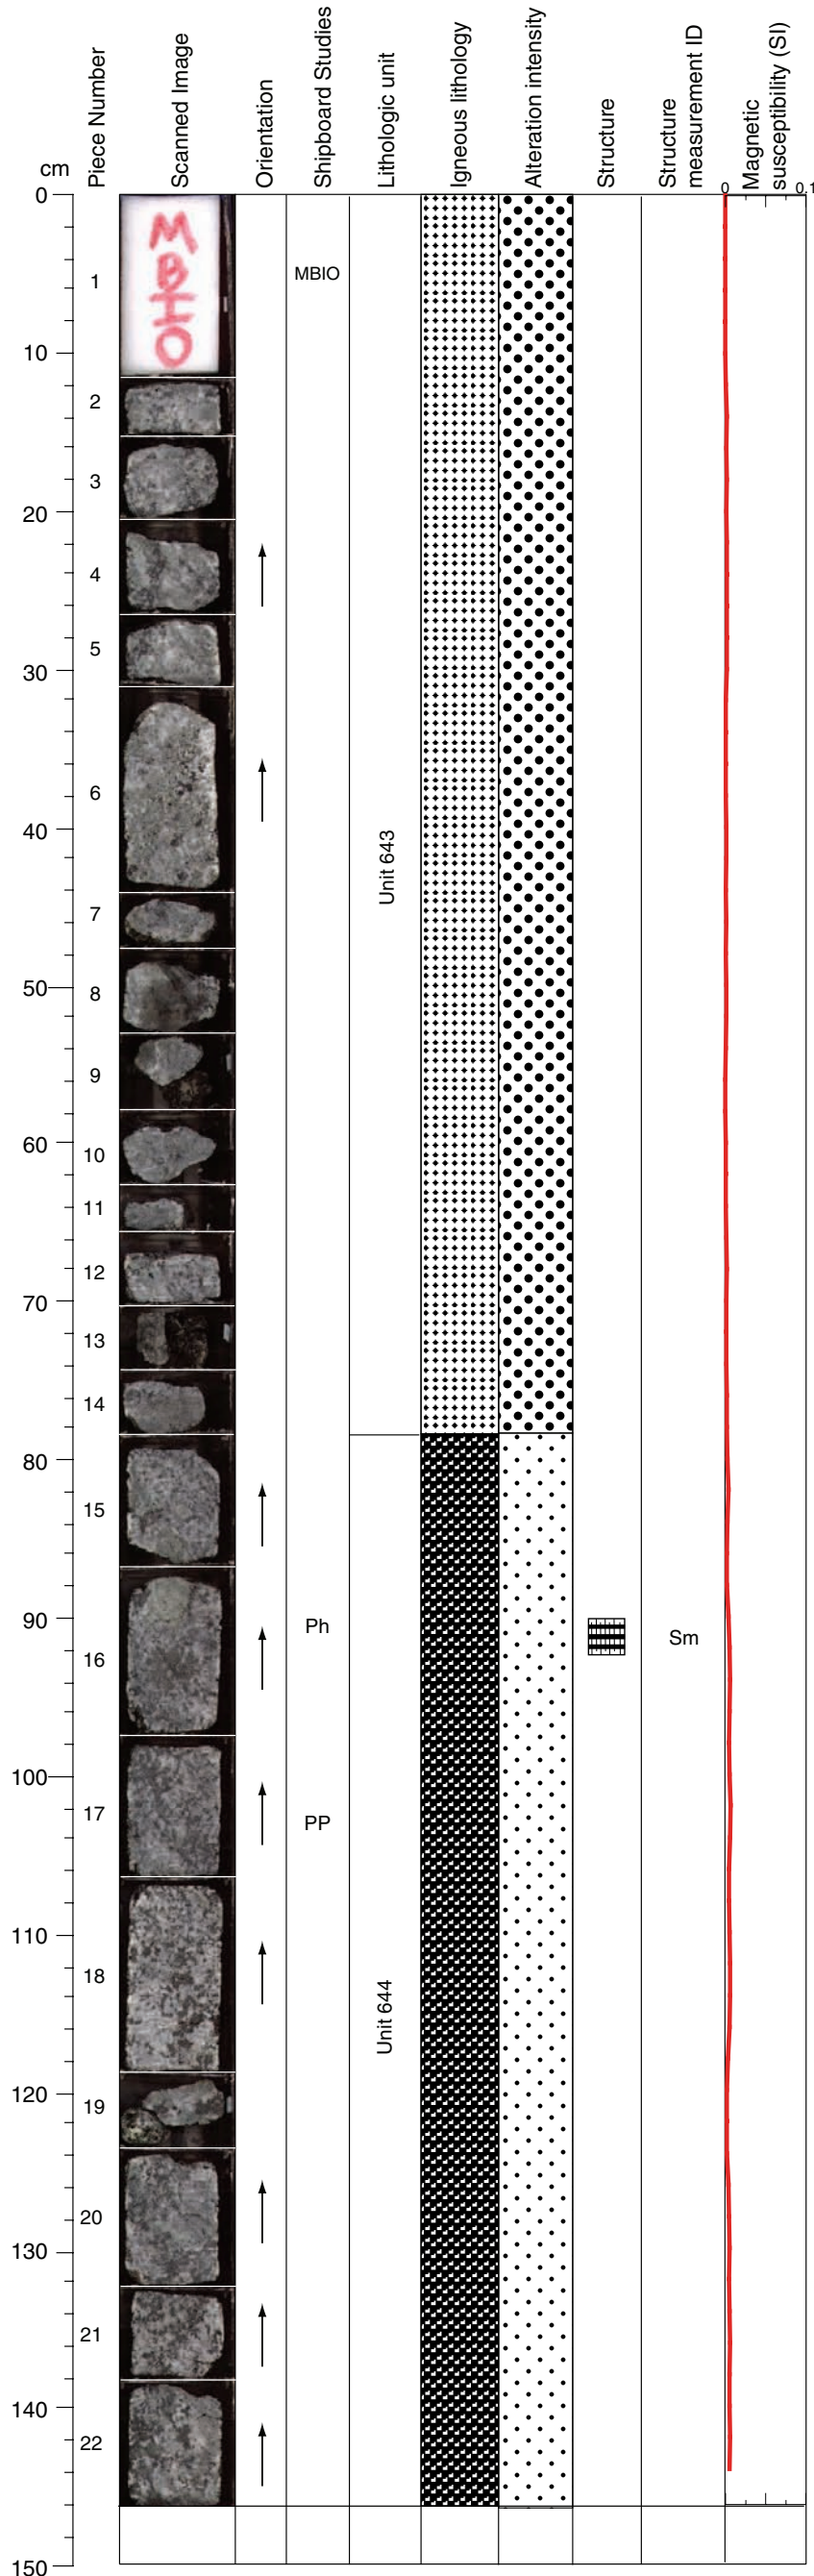 cm
Piece Number
Scanned Image
Orientation
Shipboard Studies
Lithologic unit
Igneous lithology
Alteration intensity
Structure
Structure
measurement ID
Magnetic
susceptibility (SI)
0 0.1
0
MBIO
1
MBIO
10
2
3
20
4
5
30
6
40
Unit 643
7
50
8
9
60
10
11
12
70
13
14
80
15
90
Ph
Sm
16
100
17
PP
110
18
Unit 644
120
19
20
130
21
140
22
150